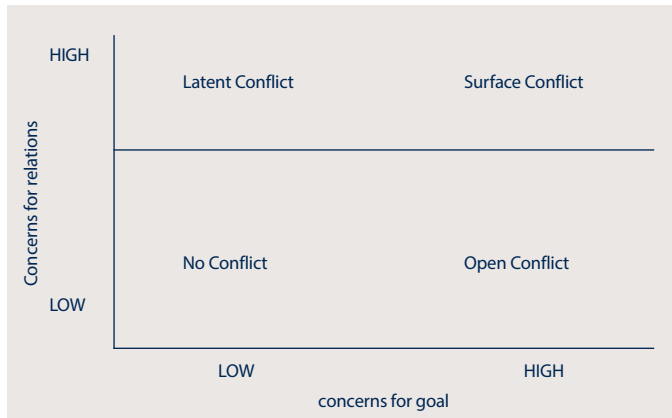 HIGH
Latent Conflict
Surface Conflict
Concerns for relations
No Conflict
Open Conflict
LOW
LOW
HIGH
concerns for goal